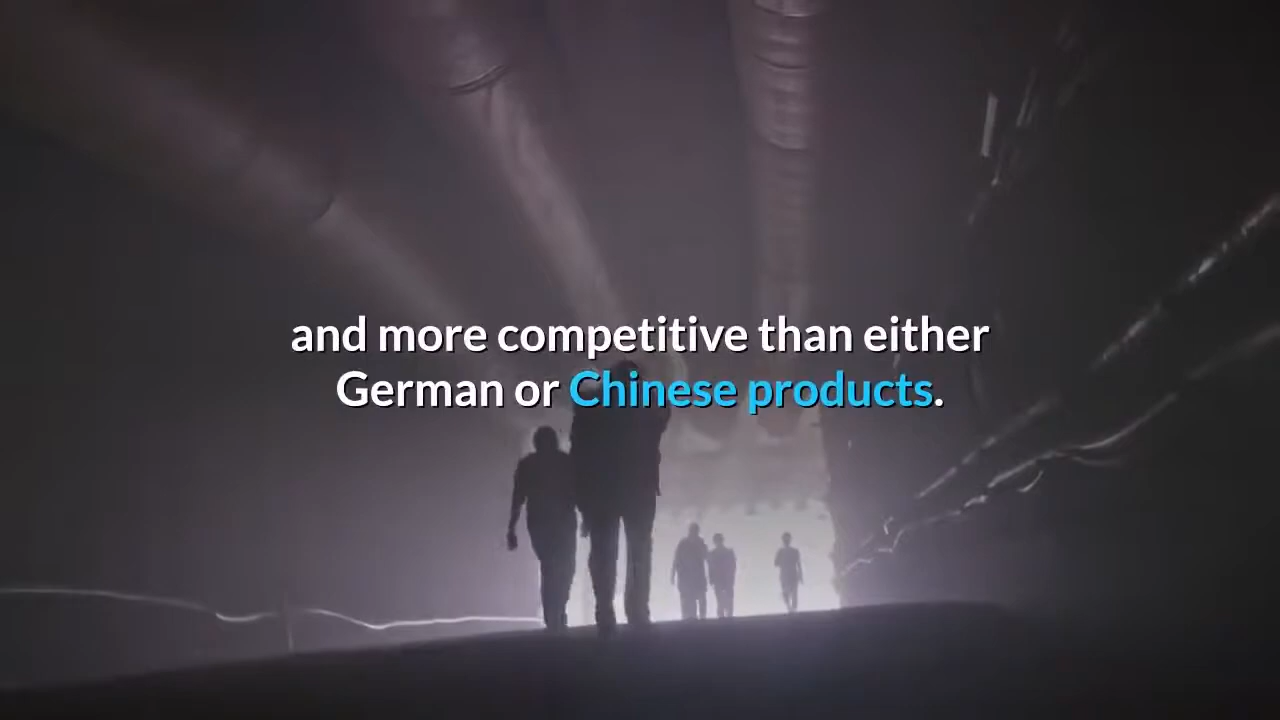 and more competitive than either
German or Chinese products.